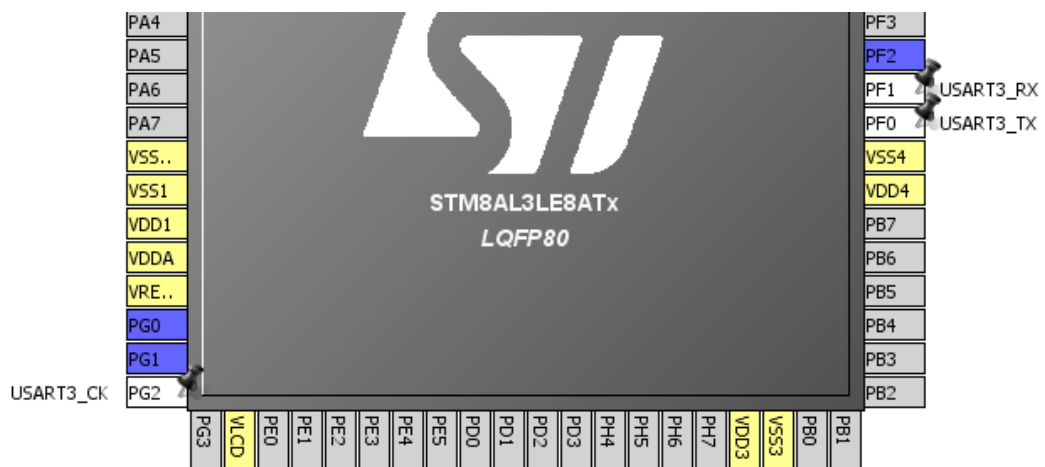 PA4
PA5
PA6
PA7
VSS..
VSS1
VDD1
VDDA
VRE..
PG0
PG1
USART3_CK PG2
STM8AL3LE8ATx
LQFP80
PF3
PF2
PF1 USART3_RX
PF0 USART3_TX
VSS4
VDD4
PB7
PB6
PB5
PB4
PB3
PB2
PG3
VLCD
PE0
PE1
PE2
PE3
PE4
PE5
PD0
PD1
PD2
PD3
PH4
PH5
PH6
PH7
VDD3
VSS3
PB0
PB1